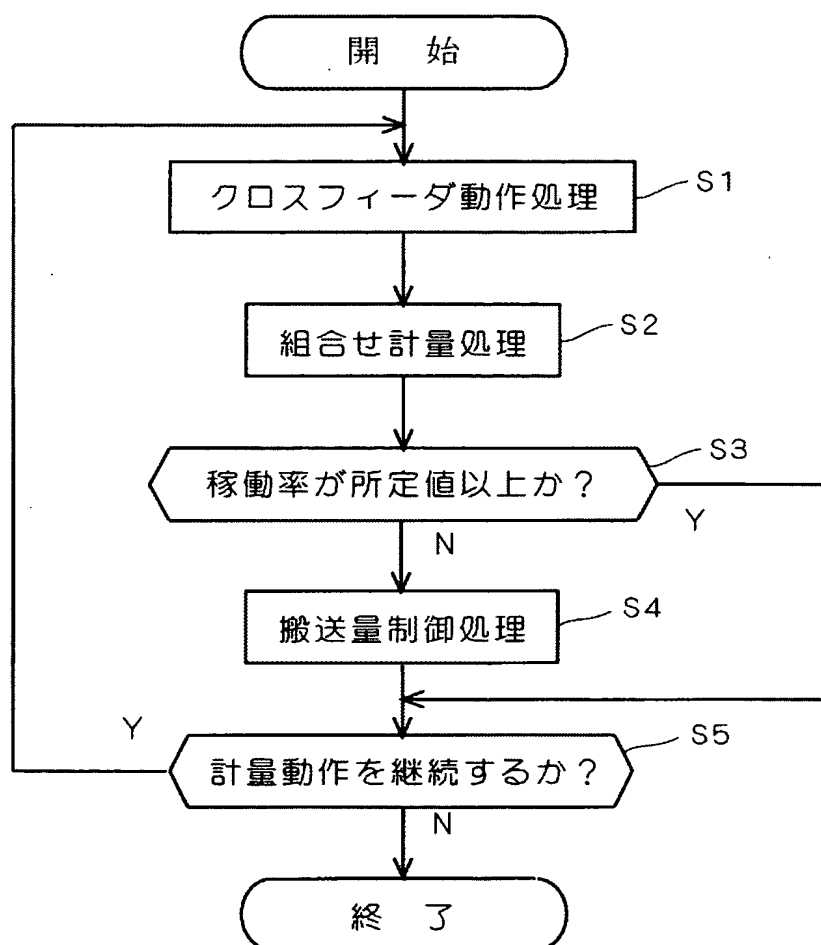 開 始
クロスフィーダ動作処理
S1
組合せ計量処理
S2
稼働率が所定値以上か?
S3
Y
N
搬送量制御処理
S4
Y
計量動作を継続するか?
S5
N
終 了